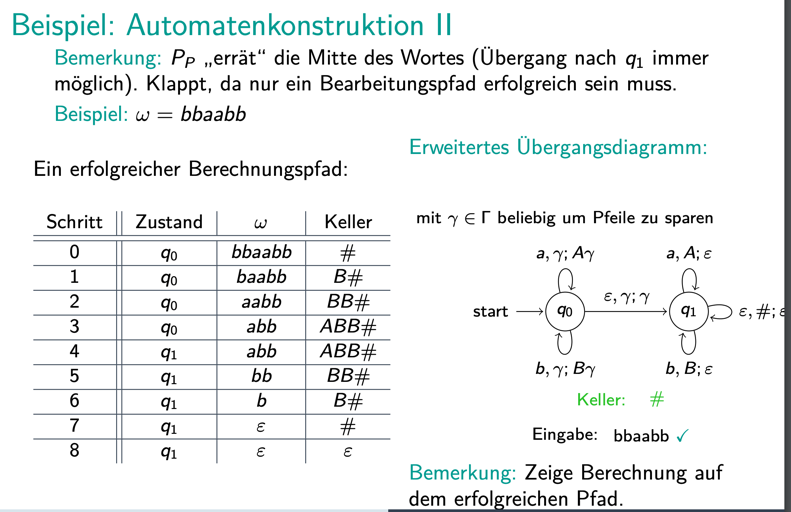 Beispiel: Automatenkonstruktion II
Bemerkung: P_P „errät“ die Mitte des Wortes (Übergang nach q₁ immer
möglich). Klappt, da nur ein Bearbeitungspfad erfolgreich sein muss.
Beispiel: ω = bbaabb
Ein erfolgreicher Berechnungspfad:
Schritt Zustand ω Keller
0 q₀ bbaabb #
1 q₀ baabb B#
2 q₀ aabb BB#
3 q₀ abb ABB#
4 q₁ abb ABB#
5 q₁ bb BB#
6 q₁ b B#
7 q₁ ε #
8 q₁ ε ε
Erweitertes Übergangsdiagramm:
mit γ ∈ Γ beliebig um Pfeile zu sparen
a, γ; Aγ
a, A; ε
start
q₀
ε, γ; γ
q₁
ε, #; ε
b, γ; Bγ
b, B; ε
Keller: #
Eingabe: bbaabb ✓
Bemerkung: Zeige Berechnung auf
dem erfolgreichen Pfad.